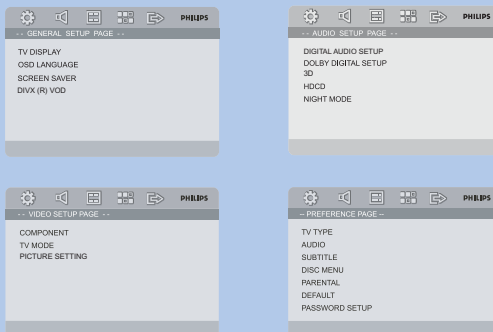 PHILIPS
- - GENERAL SETUP PAGE - -
TV DISPLAY
OSD LANGUAGE
SCREEN SAVER
DIVX (R) VOD
PHILIPS
- - AUDIO SETUP PAGE - -
DIGITAL AUDIO SETUP
DOLBY DIGITAL SETUP
3D
HDCD
NIGHT MODE
PHILIPS
- - VIDEO SETUP PAGE - -
COMPONENT
TV MODE
PICTURE SETTING
PHILIPS
-- PREFERENCE PAGE --
TV TYPE
AUDIO
SUBTITLE
DISC MENU
PARENTAL
DEFAULT
PASSWORD SETUP